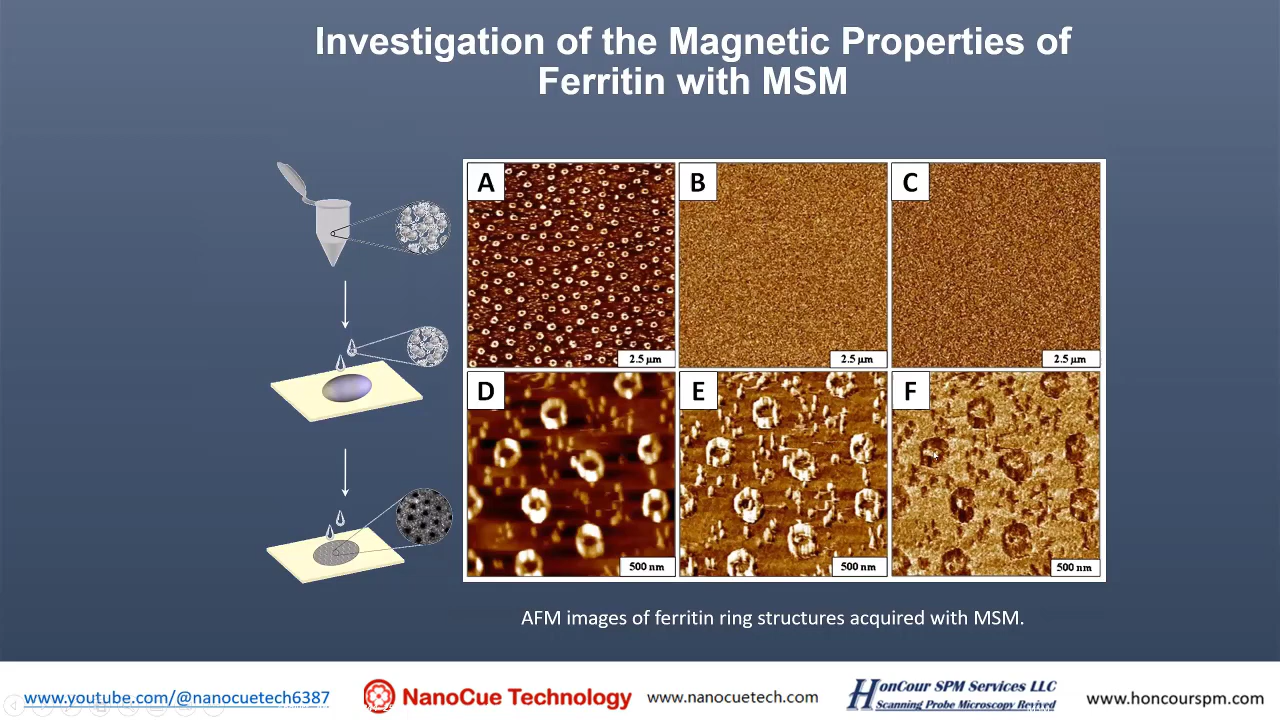 Investigation of the Magnetic Properties of
Ferritin with MSM
A
B
C
2.5 µm
2.5 µm
2.5 µm
D
E
F
500 nm
500 nm
500 nm
AFM images of ferritin ring structures acquired with MSM.
www.youtube.com/@nanocuetech6387
NanoCue Technology
www.nanocuetech.com
HonCour SPM Services LLC
Scanning Probe Microscopy Revived
www.honcourspm.com